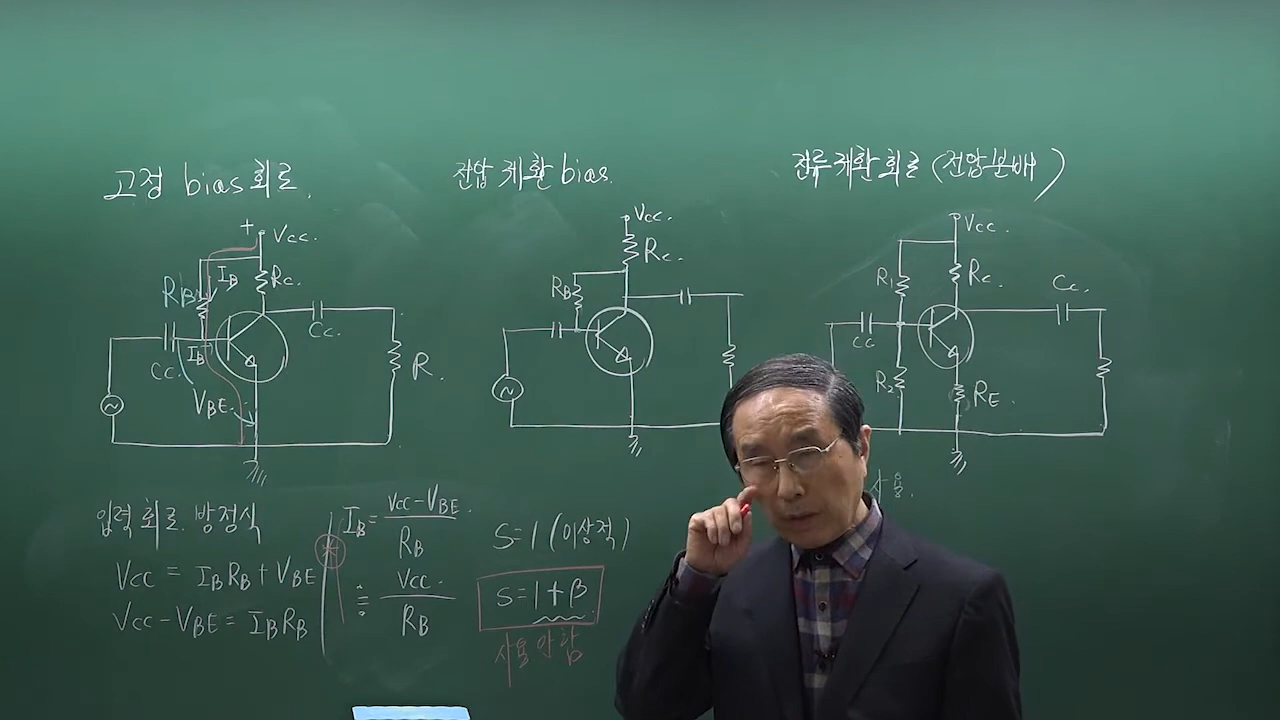 고정 bias 회로.
전압 궤환 bias.
전류궤환 회로 (전압분배)
+ Vcc.
RB
IB
Rc.
Cc.
IB
Cc.
VBE.
R.
Vcc.
Rc.
RB
Vcc.
R1
Rc
Cc.
CC
R2
RE.
입력 회로 방정식
Vcc = IBRB + VBE
Vcc - VBE = IBRB
IB = Vcc - VBE / RB
≒ Vcc / RB
S=1 (이상적)
S=1+β
사용 안함
사용.